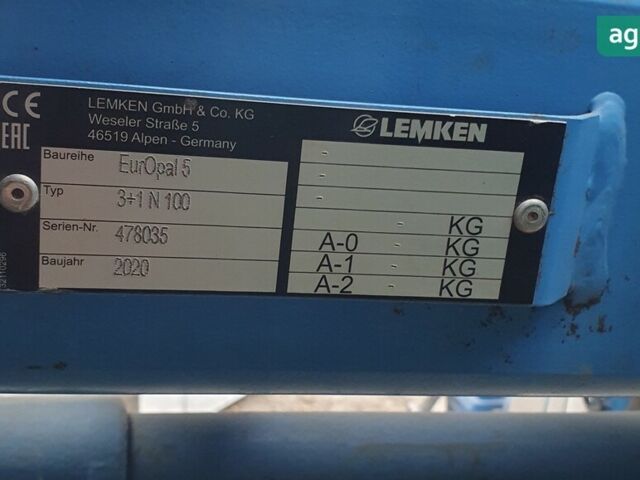 ag
CE
EAC
LEMKEN GmbH & Co. KG
Weseler Straße 5
46519 Alpen - Germany
LEMKEN
Baureihe EurOpal 5
Typ 3+1 N 100
Serien-Nr. 478035
Baujahr 2020
-
-
- KG
A-0 - KG
A-1 - KG
A-2 - KG